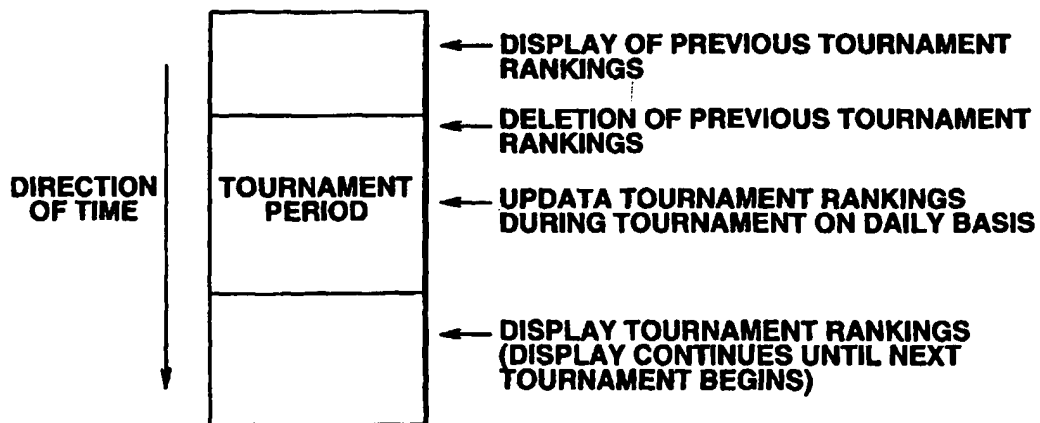 DISPLAY OF PREVIOUS TOURNAMENT
RANKINGS
DELETION OF PREVIOUS TOURNAMENT
RANKINGS
DIRECTION
OF TIME
TOURNAMENT
PERIOD
UPDATA TOURNAMENT RANKINGS
DURING TOURNAMENT ON DAILY BASIS
DISPLAY TOURNAMENT RANKINGS
(DISPLAY CONTINUES UNTIL NEXT
TOURNAMENT BEGINS)